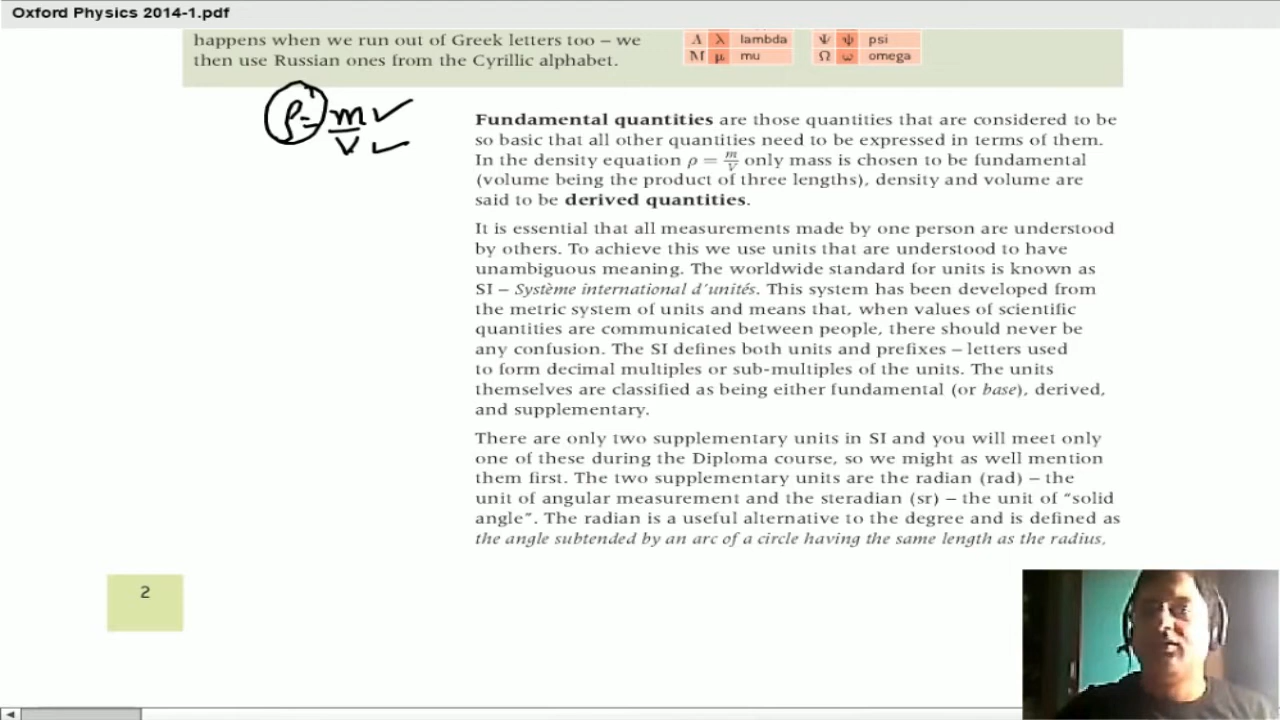 Oxford Physics 2014-1.pdf
happens when we run out of Greek letters too – we
then use Russian ones from the Cyrillic alphabet.
Λ λ lambda Ψ ψ psi
M μ mu Ω ω omega
ρ = m/V
Fundamental quantities are those quantities that are considered to be
so basic that all other quantities need to be expressed in terms of them.
In the density equation ρ = m/V only mass is chosen to be fundamental
(volume being the product of three lengths), density and volume are
said to be derived quantities.
It is essential that all measurements made by one person are understood
by others. To achieve this we use units that are understood to have
unambiguous meaning. The worldwide standard for units is known as
SI – Système international d'unités. This system has been developed from
the metric system of units and means that, when values of scientific
quantities are communicated between people, there should never be
any confusion. The SI defines both units and prefixes – letters used
to form decimal multiples or sub-multiples of the units. The units
themselves are classified as being either fundamental (or base), derived,
and supplementary.
There are only two supplementary units in SI and you will meet only
one of these during the Diploma course, so we might as well mention
them first. The two supplementary units are the radian (rad) – the
unit of angular measurement and the steradian (sr) – the unit of “solid
angle”. The radian is a useful alternative to the degree and is defined as
the angle subtended by an arc of a circle having the same length as the radius,
2